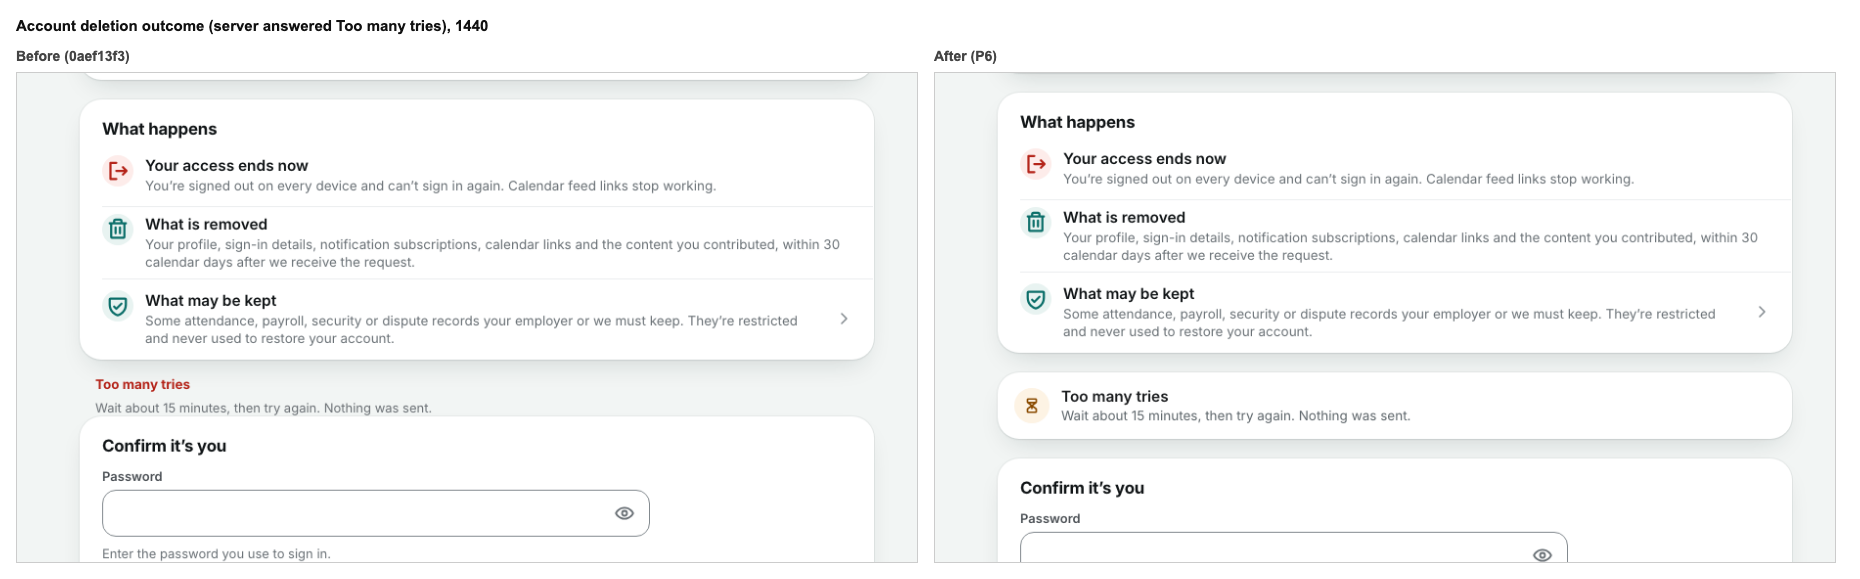 Account deletion outcome (server answered Too many tries), 1440
Before (0aef13f3)
What happens
Your access ends now
You’re signed out on every device and can’t sign in again. Calendar feed links stop working.
What is removed
Your profile, sign-in details, notification subscriptions, calendar links and the content you contributed, within 30
calendar days after we receive the request.
What may be kept
Some attendance, payroll, security or dispute records your employer or we must keep. They’re restricted
and never used to restore your account.
Too many tries
Wait about 15 minutes, then try again. Nothing was sent.
Confirm it’s you
Password
Enter the password you use to sign in.
After (P6)
What happens
Your access ends now
You’re signed out on every device and can’t sign in again. Calendar feed links stop working.
What is removed
Your profile, sign-in details, notification subscriptions, calendar links and the content you contributed, within 30
calendar days after we receive the request.
What may be kept
Some attendance, payroll, security or dispute records your employer or we must keep. They’re restricted
and never used to restore your account.
Too many tries
Wait about 15 minutes, then try again. Nothing was sent.
Confirm it’s you
Password